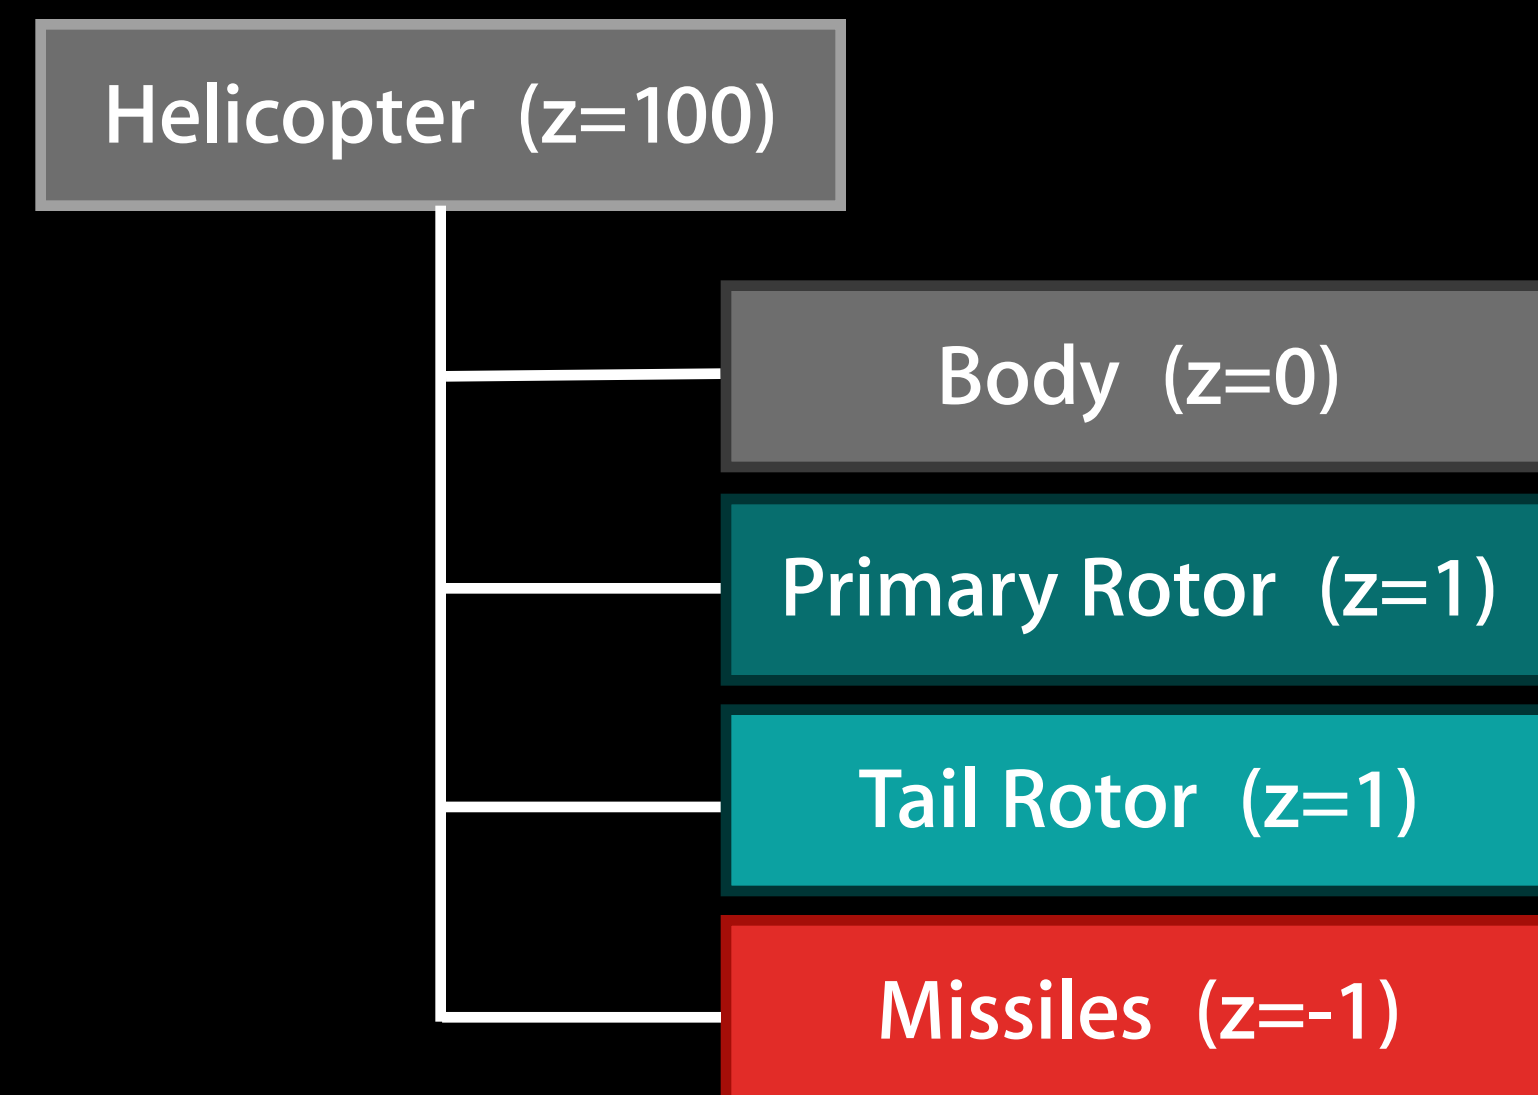 Helicopter (z=100)
Body (z=0)
Primary Rotor (z=1)
Tail Rotor (z=1)
Missiles (z=-1)